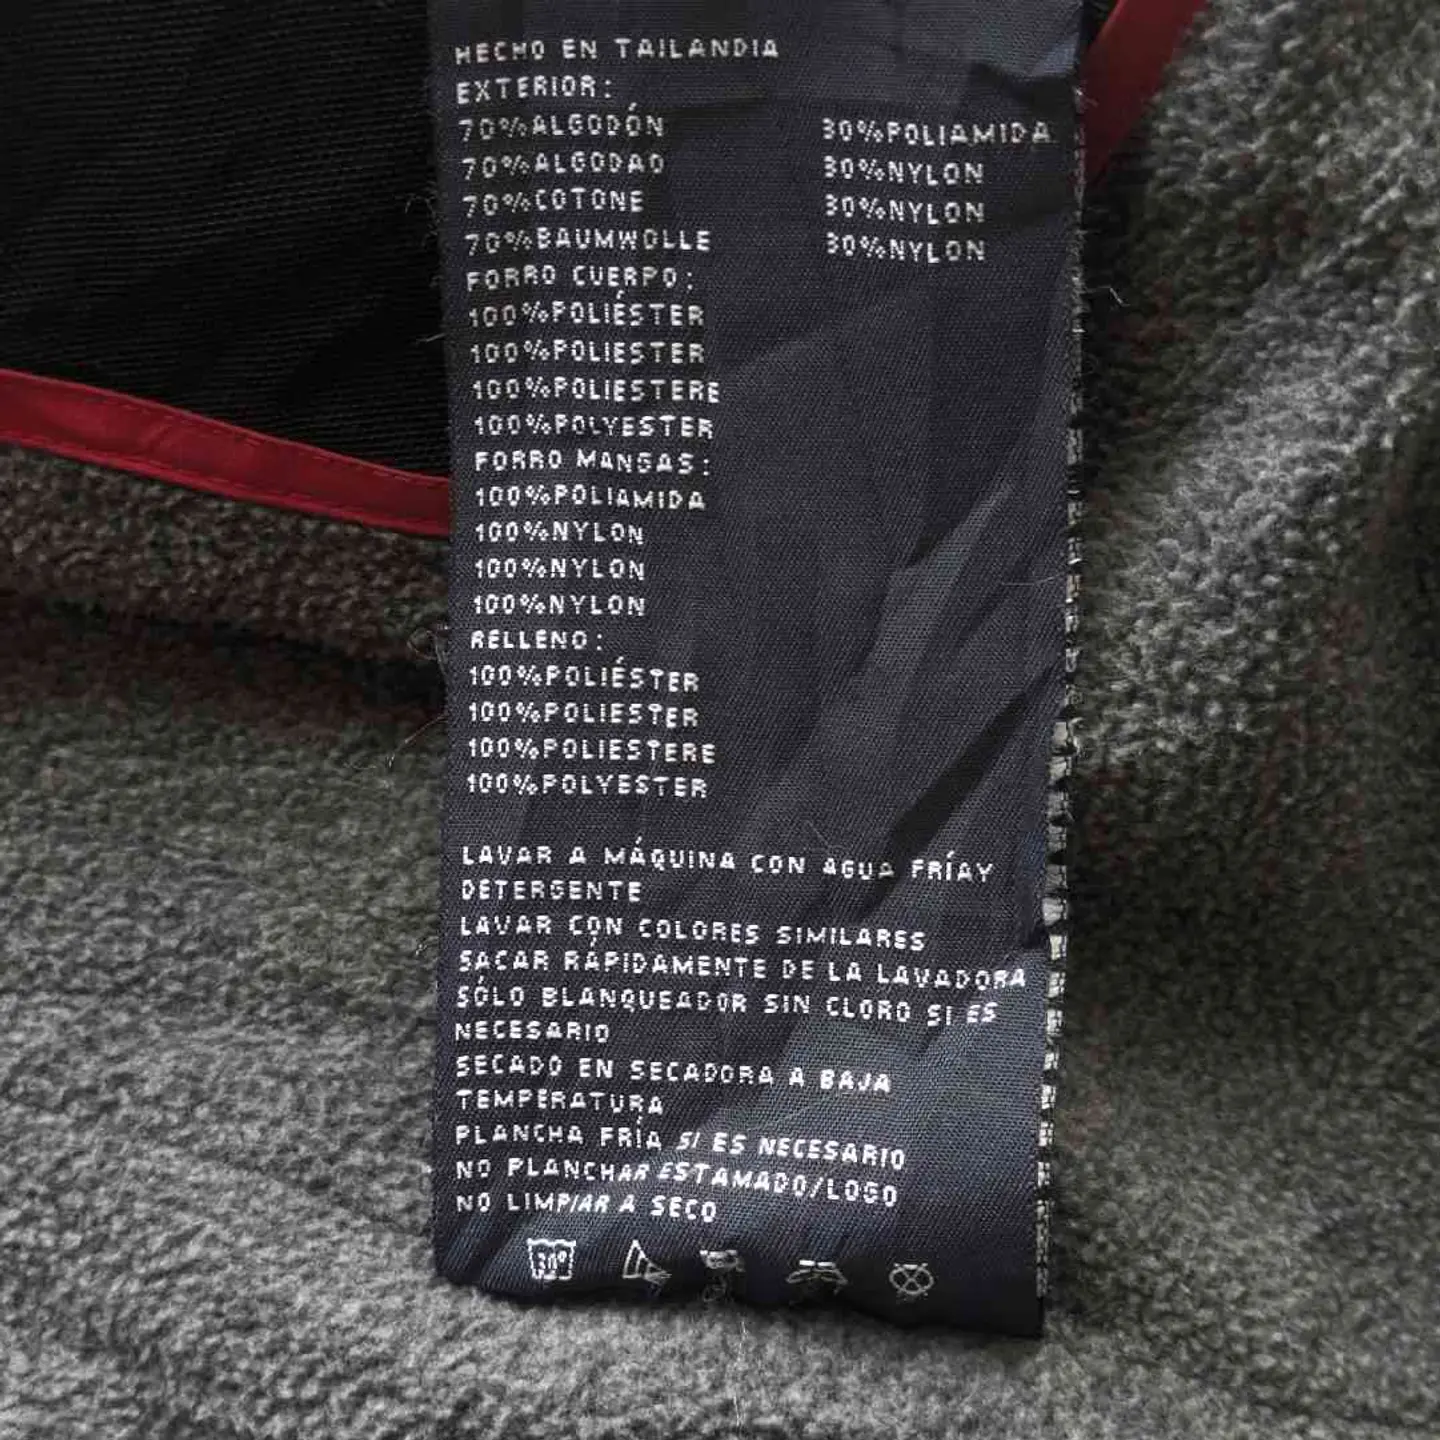 HECHO EN TAILANDIA
EXTERIOR:
70%ALGODÓN 30%POLIAMIDA
70%ALGODAO 30%NYLON
70%COTONE 30%NYLON
70%BAUMWOLLE 30%NYLON
FORRO CUERPO:
100%POLIÉSTER
100%POLIESTER
100%POLIESTERE
100%POLYESTER
FORRO MANGAS:
100%POLIAMIDA
100%NYLON
100%NYLON
100%NYLON
RELLENO:
100%POLIÉSTER
100%POLIESTER
100%POLIESTERE
100%POLYESTER
LAVAR A MÁQUINA CON AGUA FRÍAY
DETERGENTE
LAVAR CON COLORES SIMILARES
SACAR RÁPIDAMENTE DE LA LAVADORA
SÓLO BLANQUEADOR SIN CLORO SI ES
NECESARIO
SECADO EN SECADORA A BAJA
TEMPERATURA
PLANCHA FRÍA SI ES NECESARIO
NO PLANCHAR ESTAMADO/LOGO
NO LIMPIAR A SECO
30°